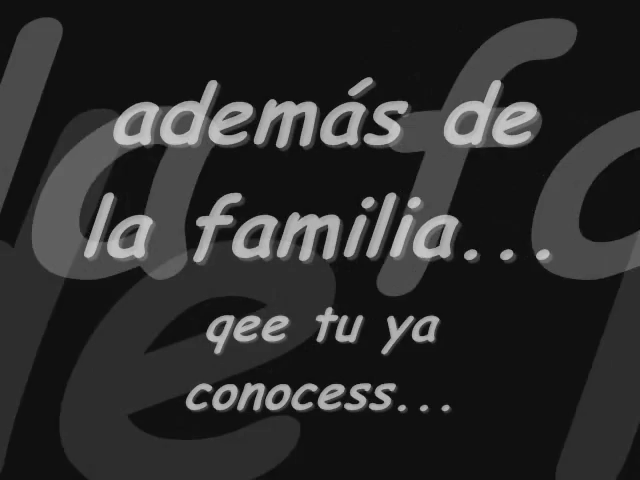 además de
la familia...
qee tu ya
conocess...